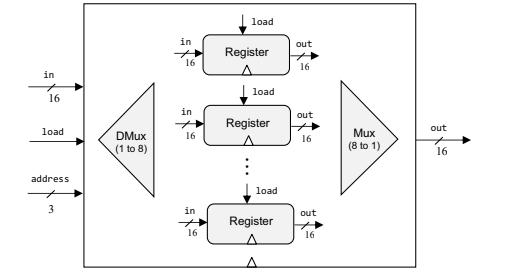 load
in
Register
out
16
16
load
in
16
in
Register
out
16
16
load
DMux
(1 to 8)
Mux
(8 to 1)
out
16
address
3
load
in
Register
out
16
16